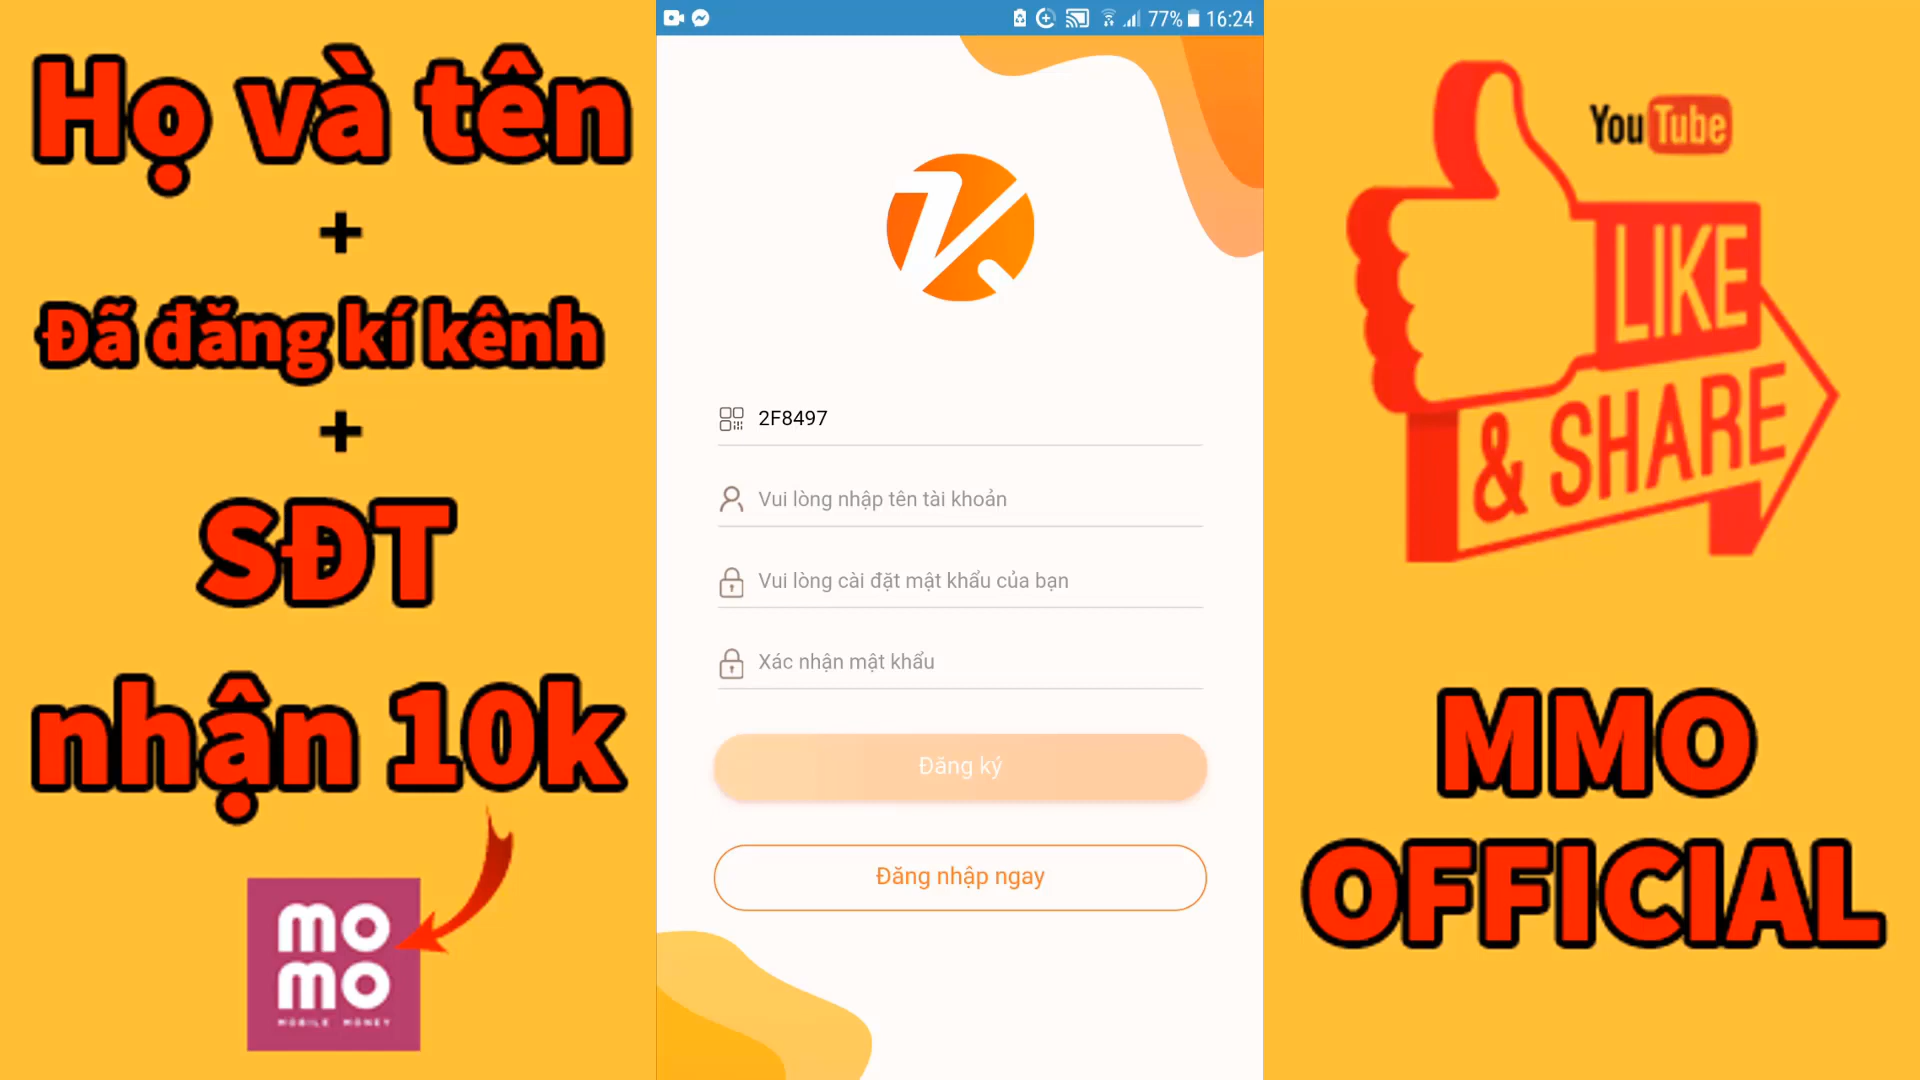 Họ và tên
+
Đã đăng kí kênh
+
SĐT
nhận 10k
mo
mo
MOBILE MONEY
77% 16:24
2F8497
Vui lòng nhập tên tài khoản
Vui lòng cài đặt mật khẩu của bạn
Xác nhận mật khẩu
Đăng ký
Đăng nhập ngay
YouTube
LIKE
& SHARE
MMO
OFFICIAL